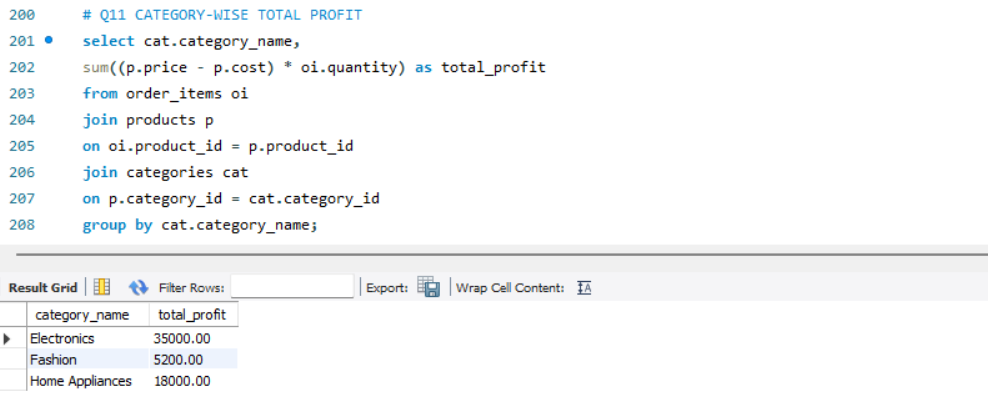 200 # Q11 CATEGORY-WISE TOTAL PROFIT
201 select cat.category_name,
202 sum((p.price - p.cost) * oi.quantity) as total_profit
203 from order_items oi
204 join products p
205 on oi.product_id = p.product_id
206 join categories cat
207 on p.category_id = cat.category_id
208 group by cat.category_name;
Result Grid Filter Rows: Export: Wrap Cell Content: IA
category_name total_profit
Electronics 35000.00
Fashion 5200.00
Home Appliances 18000.00